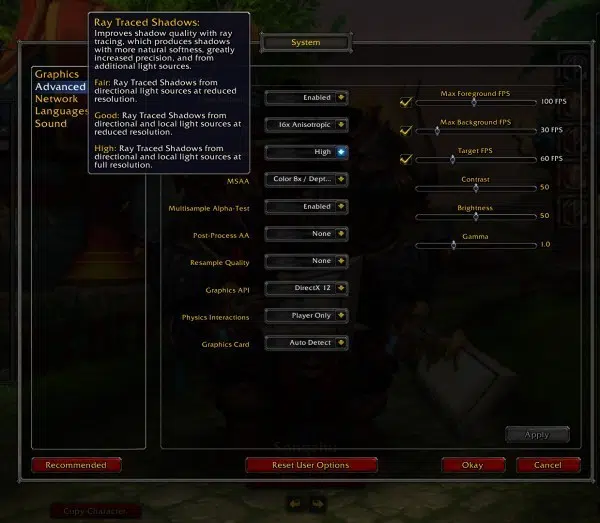 Ray Traced Shadows:
Improves shadow quality with ray
tracing, which produces shadows
with more natural softness, greatly
increased precision, and from
additional light sources.
Fair: Ray Traced Shadows from
directional light sources at reduced
resolution.
Good: Ray Traced Shadows from
directional and local light sources at
reduced resolution.
High: Ray Traced Shadows from
directional and local light sources at
full resolution.
System
Graphics
Advanced
Network
Languages
Sound
Enabled
16x Anisotropic
High
MSAA
Color 8x / Dept...
Multisample Alpha-Test
Enabled
Post-Process AA
None
Resample Quality
None
Graphics API
DirectX 12
Physics Interactions
Player Only
Graphics Card
Auto Detect
Max Foreground FPS
100 FPS
Max Background FPS
30 FPS
Target FPS
60 FPS
Contrast
50
Brightness
50
Gamma
1.0
Apply
Recommended
Reset User Options
Okay
Cancel
Copy Character